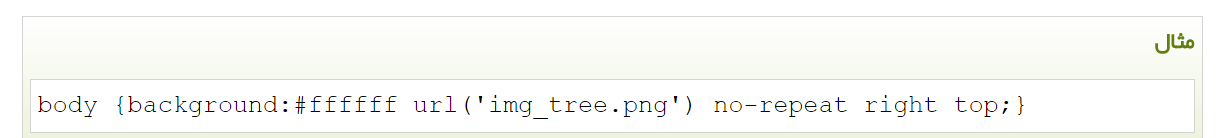 مثال
body {background:#ffffff url('img_tree.png') no-repeat right top;}